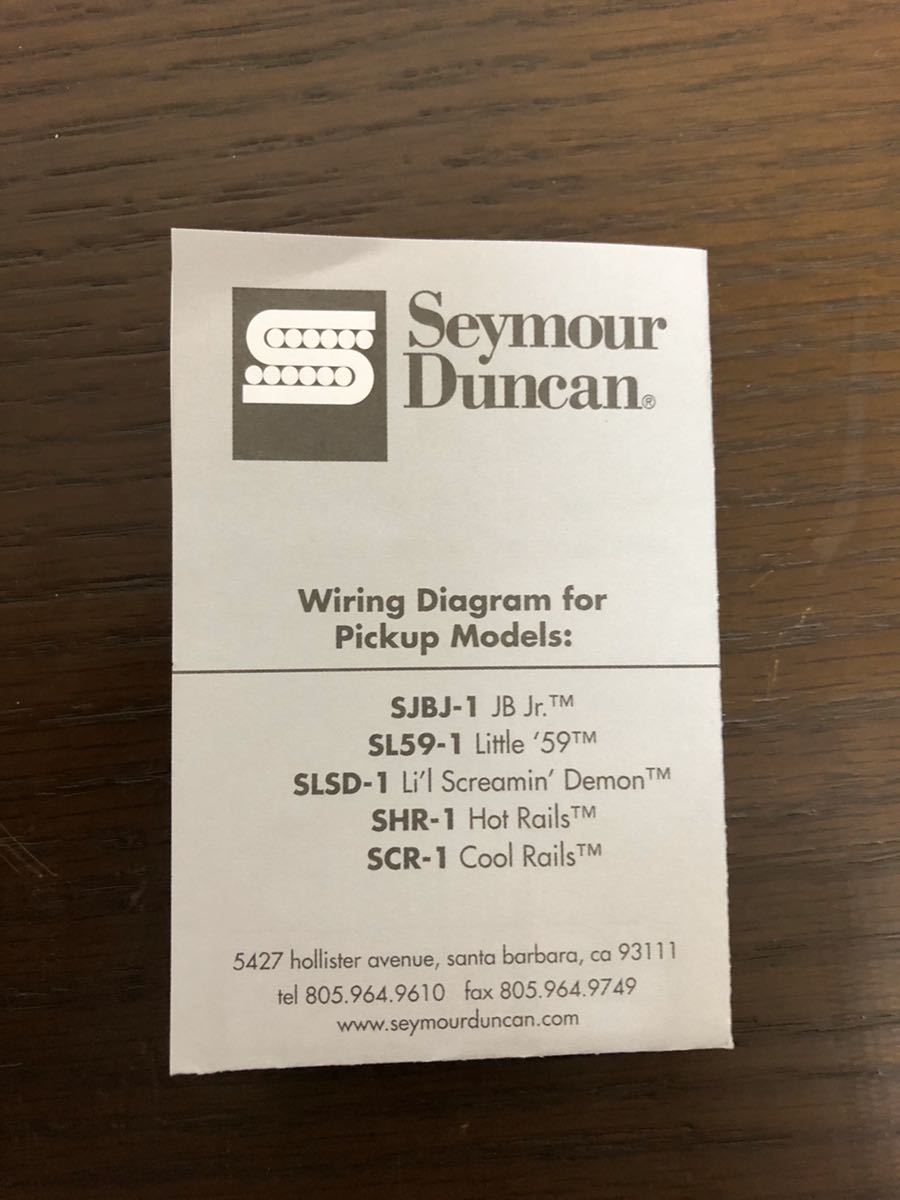 Seymour
Duncan®
Wiring Diagram for
Pickup Models:
SJBJ-1 JB Jr.™
SL59-1 Little ‘59™
SLSD-1 Li’l Screamin’ Demon™
SHR-1 Hot Rails™
SCR-1 Cool Rails™
5427 hollister avenue, santa barbara, ca 93111
tel 805.964.9610 fax 805.964.9749
www.seymourduncan.com